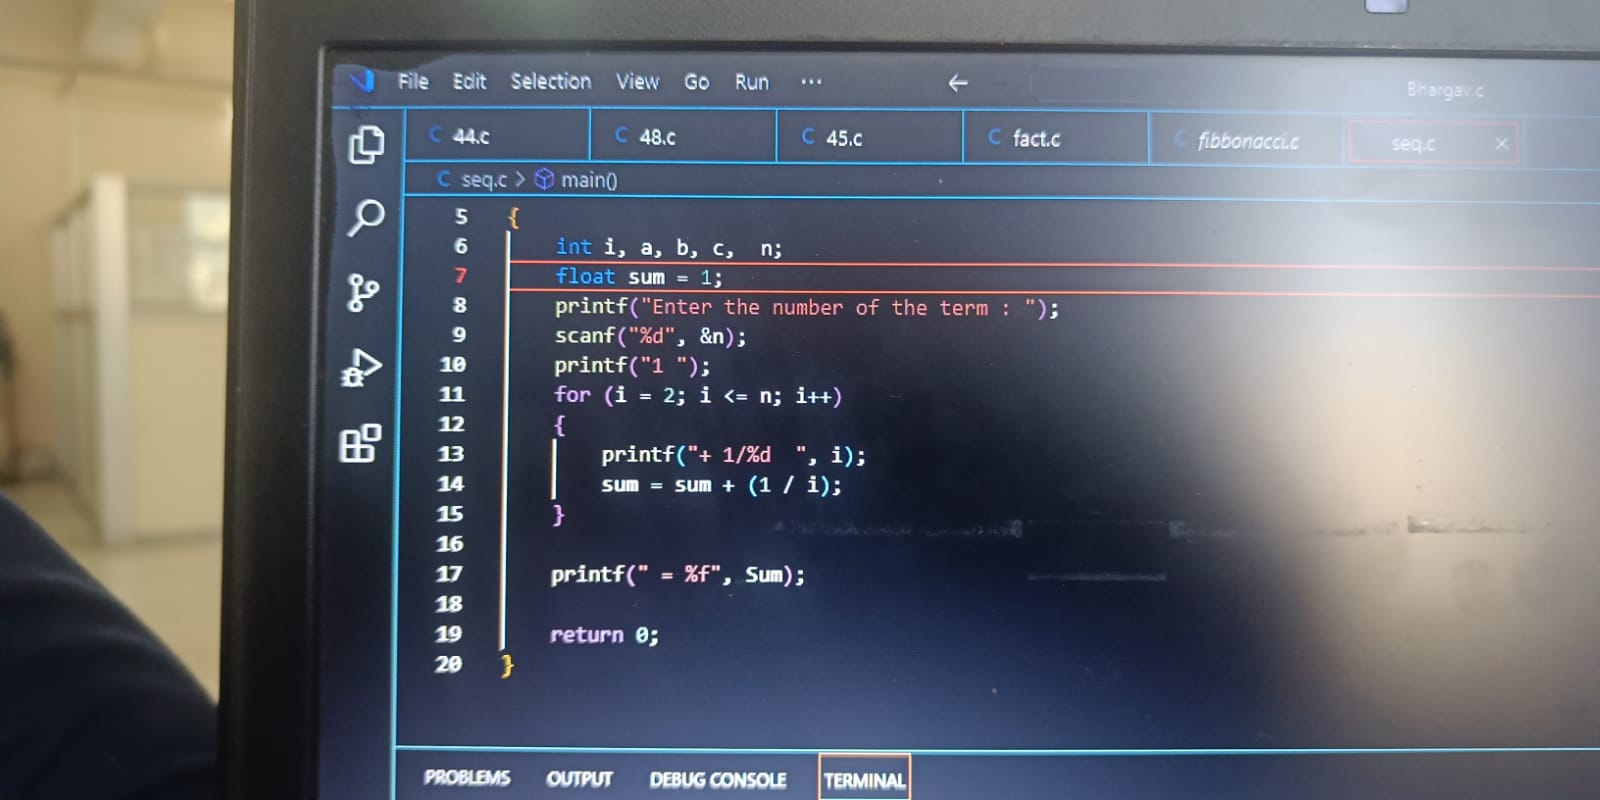 File Edit Selection View Go Run ... ←
Bhargav.c
C 44.c C 48.c C 45.c C fact.c C fibbonacci.c seq.c ×
C seq.c > main()
5 {
6 int i, a, b, c,  n;
7 float sum = 1;
8 printf("Enter the number of the term : ");
9 scanf("%d", &n);
10 printf("1 ");
11 for (i = 2; i <= n; i++)
12 {
13 printf("+ 1/%d  ", i);
14 sum = sum + (1 / i);
15 }
16
17 printf(" = %f", Sum);
18
19 return 0;
20 }
PROBLEMS OUTPUT DEBUG CONSOLE TERMINAL